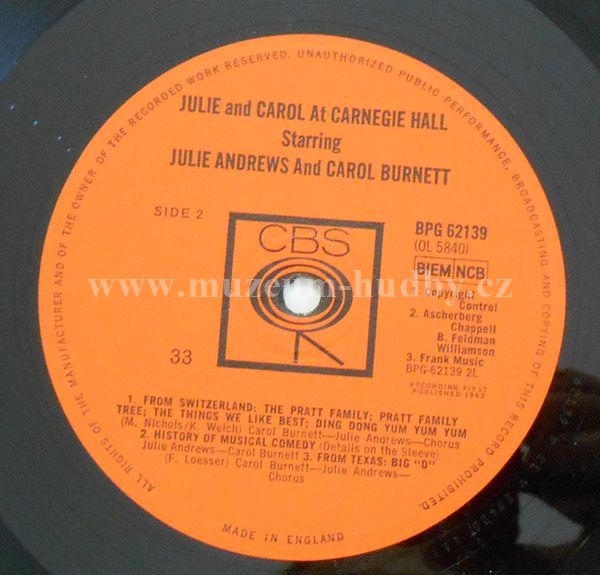 ALL RIGHTS OF THE MANUFACTURER AND OF THE OWNER OF THE RECORDED WORK RESERVED. UNAUTHORIZED PUBLIC PERFORMANCE, BROADCASTING AND COPYING OF THIS RECORD PROHIBITED.
JULIE and CAROL At CARNEGIE HALL
Starring
JULIE ANDREWS And CAROL BURNETT
SIDE 2
CBS
33
BPG 62139
(OL 5840)
BIEM NCB
Copyright
Control
2. Ascherberg
Chappell
B. Feldman
Williamson
3. Frank Music
BPG-62139 2L
RECORDING FIRST
PUBLISHED 1962
www.muzeum-hudby.cz
1. FROM SWITZERLAND: THE PRATT FAMILY; PRATT FAMILY
TREE; THE THINGS WE LIKE BEST; DING DONG YUM YUM YUM
(M. Nichols/K. Welch) Carol Burnett—Julie Andrews—Chorus
2. HISTORY OF MUSICAL COMEDY (Details on the Sleeve)
Julie Andrews—Carol Burnett 3. FROM TEXAS: BIG "D"
(F. Loesser) Carol Burnett—Julie Andrews—
Chorus
MADE IN ENGLAND